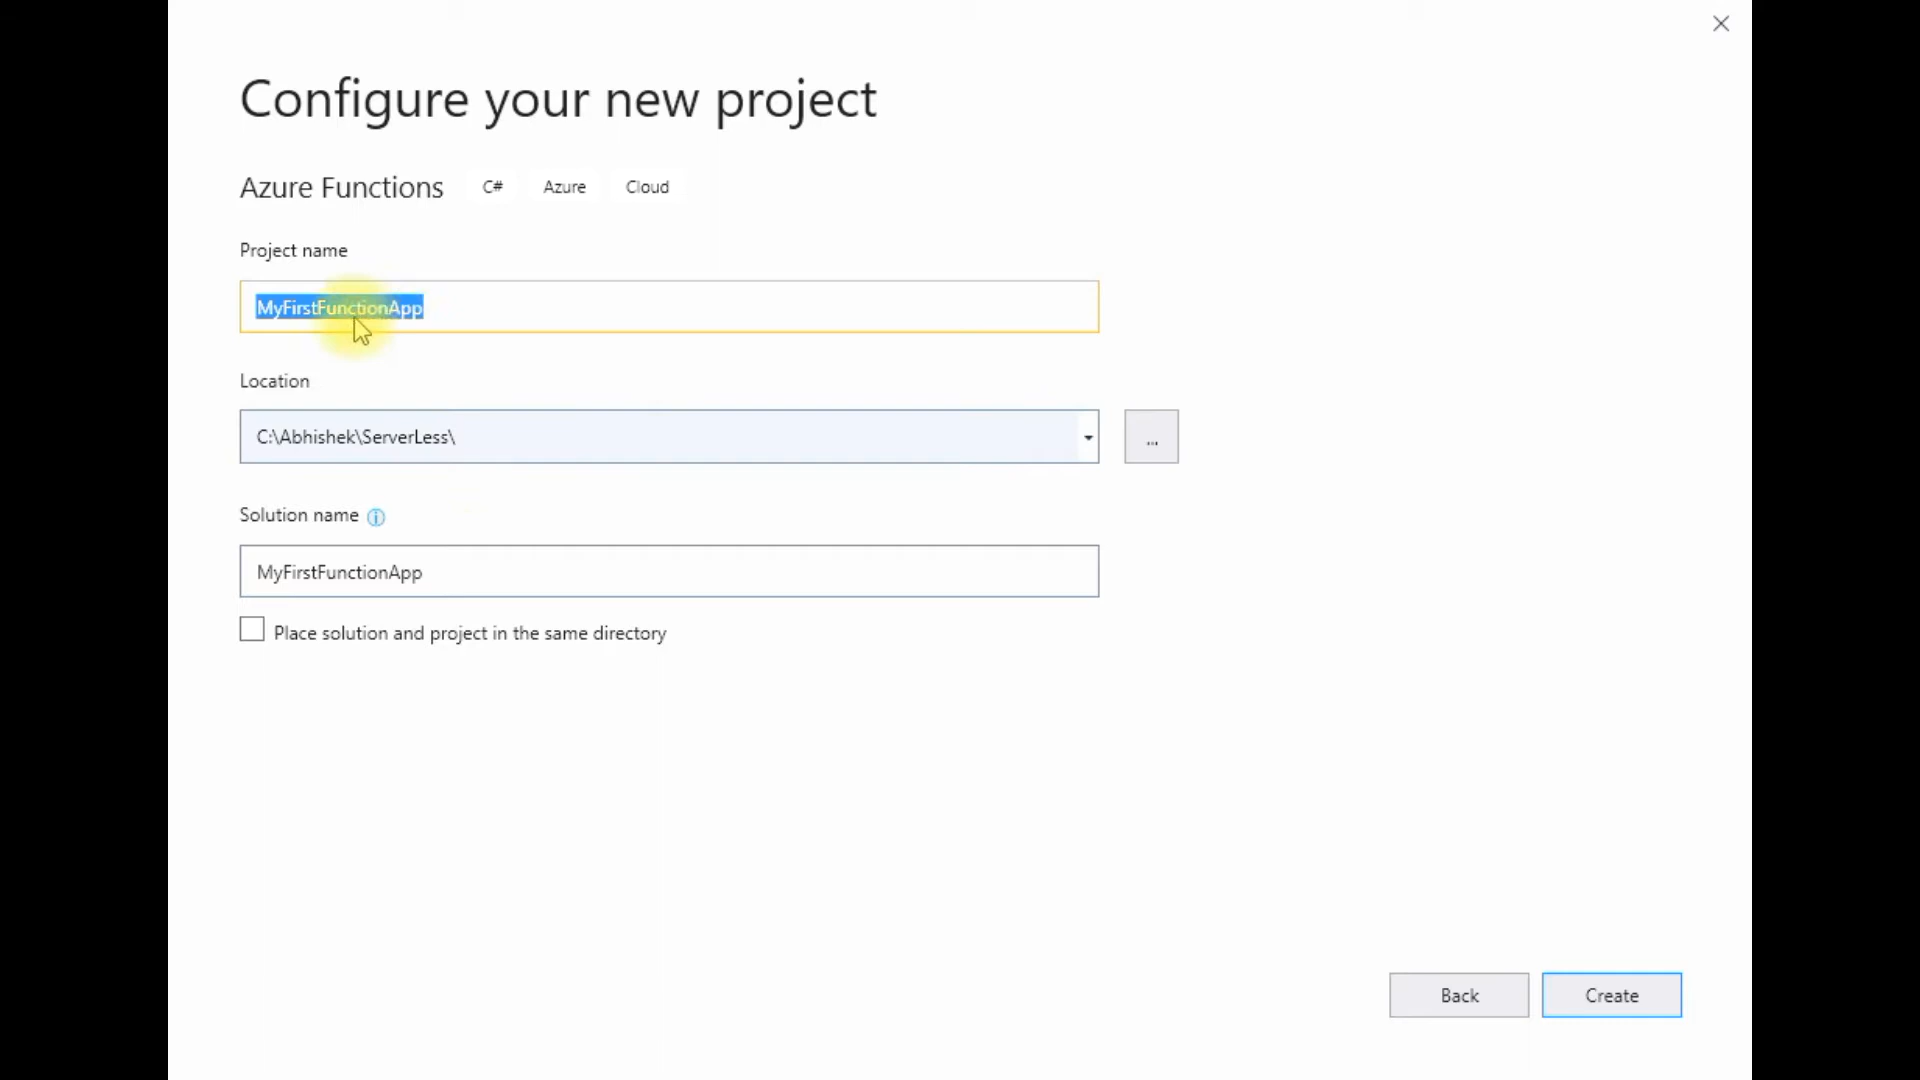 Configure your new project
Azure Functions C# Azure Cloud
Project name
MyFirstFunctionApp
Location
C:\Abhishek\ServerLess\
...
Solution name
MyFirstFunctionApp
Place solution and project in the same directory
Back Create